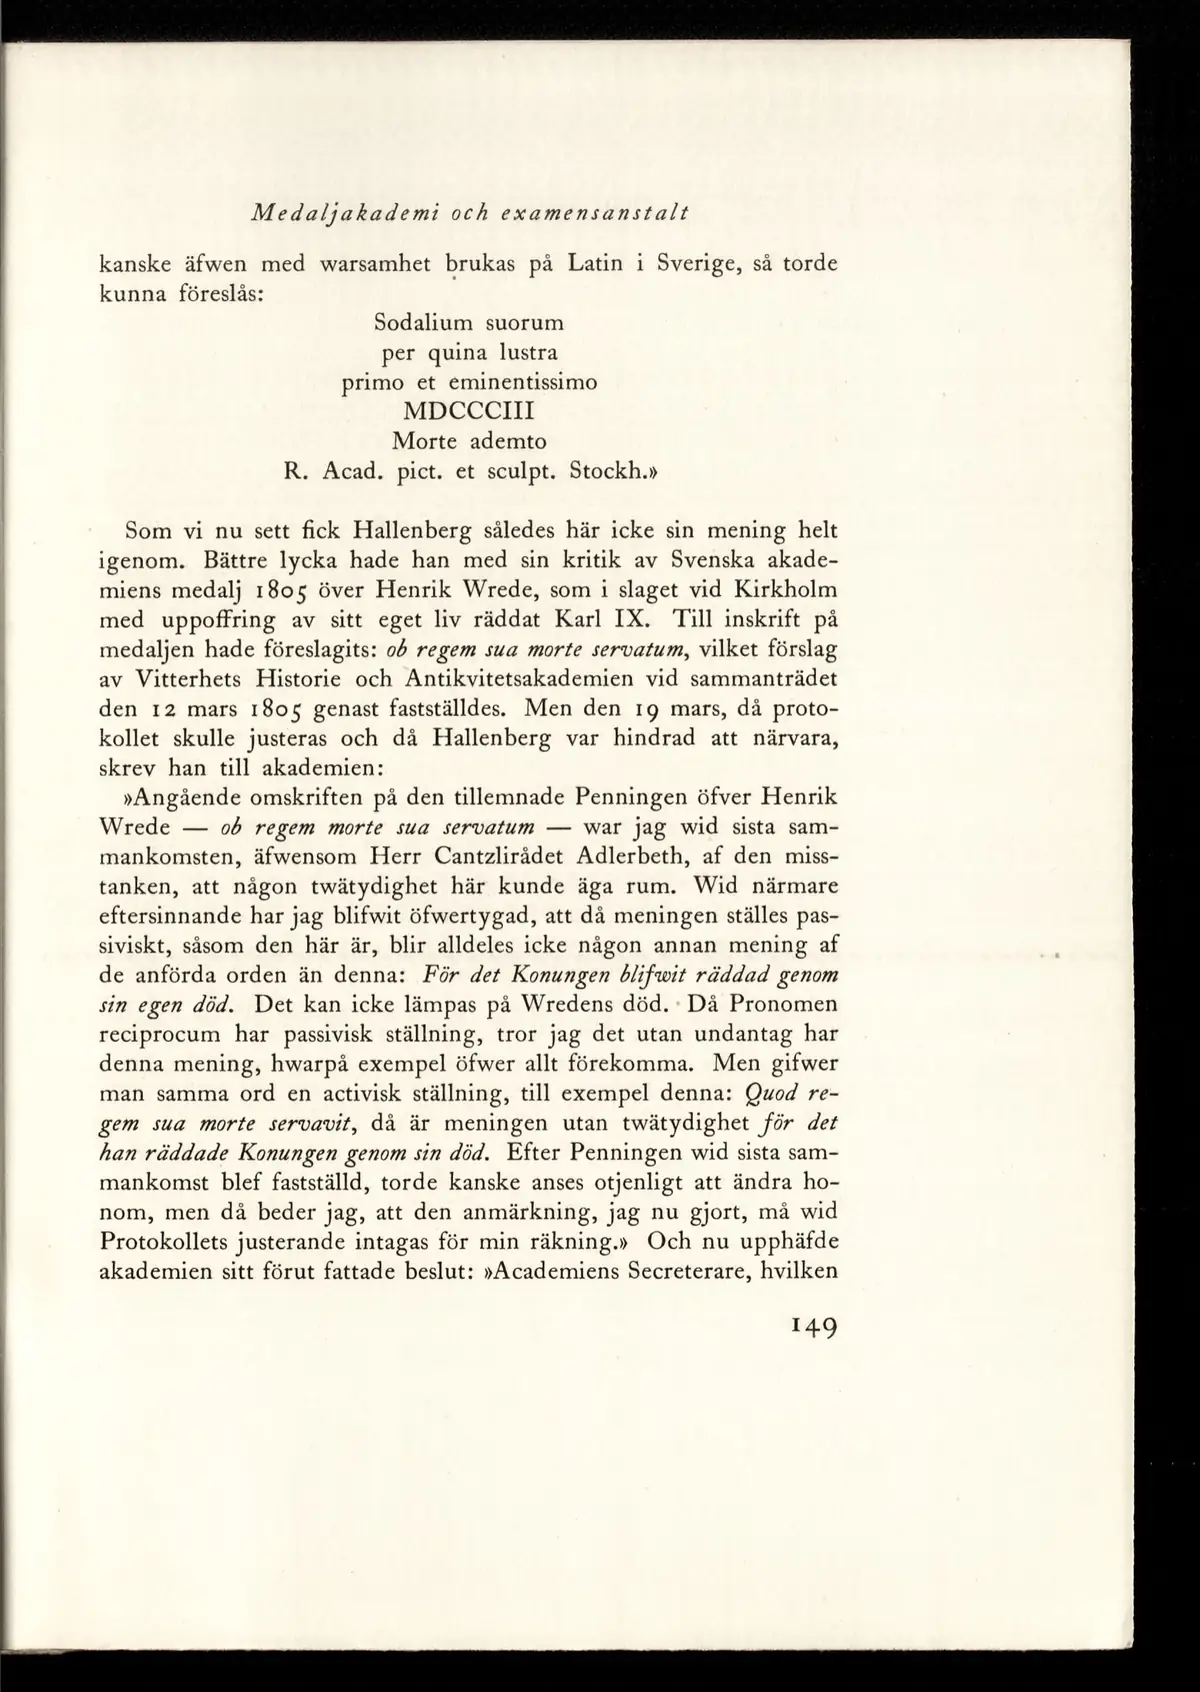 Medaljakademi och examensanstalt
kanske äfwen med warsamhet brukas på Latin i Sverige, så torde
kunna föreslås:
Sodalium suorum
per quina lustra
primo et eminentissimo
MDCCCIII
Morte ademto
R. Acad. pict. et sculpt. Stockh.»
Som vi nu sett fick Hallenberg således här icke sin mening helt
igenom. Bättre lycka hade han med sin kritik av Svenska akade-
miens medalj 1805 över Henrik Wrede, som i slaget vid Kirkholm
med uppoffring av sitt eget liv räddat Karl IX. Till inskrift på
medaljen hade föreslagits: ob regem sua morte servatum, vilket förslag
av Vitterhets Historie och Antikvitetsakademien vid sammanträdet
den 12 mars 1805 genast fastställdes. Men den 19 mars, då proto-
kollet skulle justeras och då Hallenberg var hindrad att närvara,
skrev han till akademien:
»Angående omskriften på den tillemnade Penningen öfver Henrik
Wrede — ob regem morte sua servatum — war jag wid sista sam-
mankomsten, äfwensom Herr Cantzlirådet Adlerbeth, af den miss-
tanken, att någon twätydighet här kunde äga rum. Wid närmare
eftersinnande har jag blifwit öfwertygad, att då meningen ställes pas-
siviskt, såsom den här är, blir alldeles icke någon annan mening af
de anförda orden än denna: För det Konungen blifwit räddad genom
sin egen död. Det kan icke lämpas på Wredens död. Då Pronomen
reciprocum har passivisk ställning, tror jag det utan undantag har
denna mening, hwarpå exempel öfwer allt förekomma. Men gifwer
man samma ord en activisk ställning, till exempel denna: Quod re-
gem sua morte servavit, då är meningen utan twätydighet för det
han räddade Konungen genom sin död. Efter Penningen wid sista sam-
mankomst blef fastställd, torde kanske anses otjenligt att ändra ho-
nom, men då beder jag, att den anmärkning, jag nu gjort, må wid
Protokollets justerande intagas för min räkning.» Och nu upphäfde
akademien sitt förut fattade beslut: »Academiens Secreterare, hvilken
149